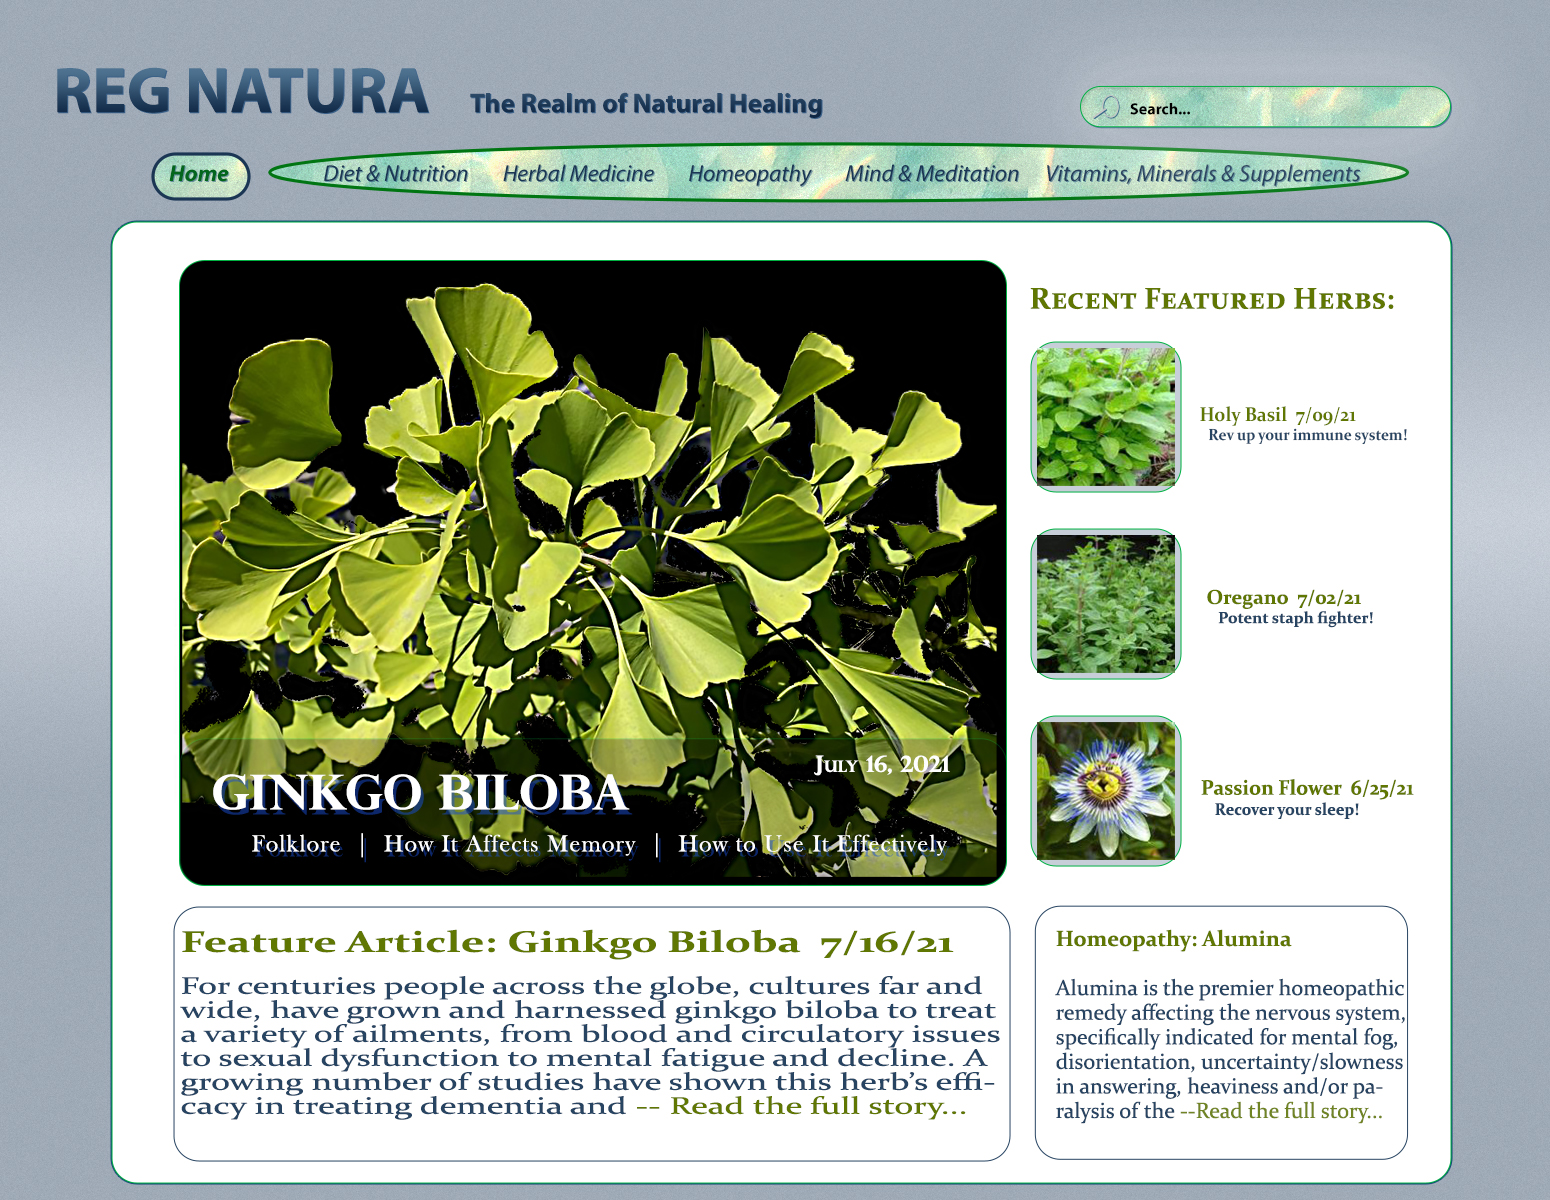 REG NATURA
The Realm of Natural Healing
Search...
Home
Diet & Nutrition
Herbal Medicine
Homeopathy
Mind & Meditation
Vitamins, Minerals & Supplements
July 16, 2021
GINKGO BILOBA
Folklore | How It Affects Memory | How to Use It Effectively
Recent Featured Herbs:
Holy Basil 7/09/21
Rev up your immune system!
Oregano 7/02/21
Potent staph fighter!
Passion Flower 6/25/21
Recover your sleep!
Feature Article: Ginkgo Biloba 7/16/21
For centuries people across the globe, cultures far and
wide, have grown and harnessed ginkgo biloba to treat
a variety of ailments, from blood and circulatory issues
to sexual dysfunction to mental fatigue and decline. A
growing number of studies have shown this herb's effi-
cacy in treating dementia and -- Read the full story...
Homeopathy: Alumina
Alumina is the premier homeopathic
remedy affecting the nervous system,
specifically indicated for mental fog,
disorientation, uncertainty/slowness
in answering, heaviness and/or pa-
ralysis of the --Read the full story...